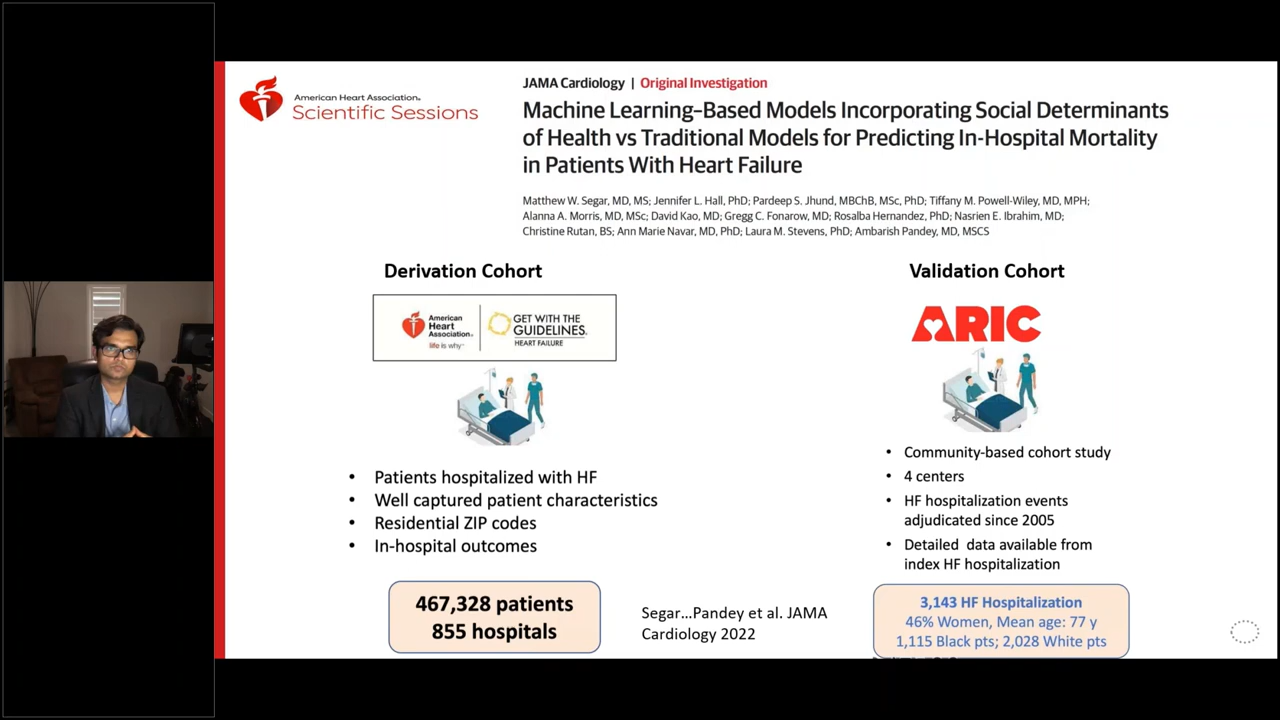 American Heart Association.
Scientific Sessions
JAMA Cardiology | Original Investigation
Machine Learning–Based Models Incorporating Social Determinants
of Health vs Traditional Models for Predicting In-Hospital Mortality
in Patients With Heart Failure
Matthew W. Segar, MD, MS; Jennifer L. Hall, PhD; Pardeep S. Jhund, MBChB, MSc, PhD; Tiffany M. Powell-Wiley, MD, MPH;
Alanna A. Morris, MD, MSc; David Kao, MD; Gregg C. Fonarow, MD; Rosalba Hernandez, PhD; Nasrien E. Ibrahim, MD;
Christine Rutan, BS; Ann Marie Navar, MD, PhD; Laura M. Stevens, PhD; Ambarish Pandey, MD, MSCS
Derivation Cohort
American
Heart
Association
life is why™
GET WITH THE
GUIDELINES.
HEART FAILURE
• Patients hospitalized with HF
• Well captured patient characteristics
• Residential ZIP codes
• In-hospital outcomes
467,328 patients
855 hospitals
Segar…Pandey et al. JAMA
Cardiology 2022
Validation Cohort
ARIC
• Community-based cohort study
• 4 centers
• HF hospitalization events
adjudicated since 2005
• Detailed data available from
index HF hospitalization
3,143 HF Hospitalization
46% Women, Mean age: 77 y
1,115 Black pts; 2,028 White pts